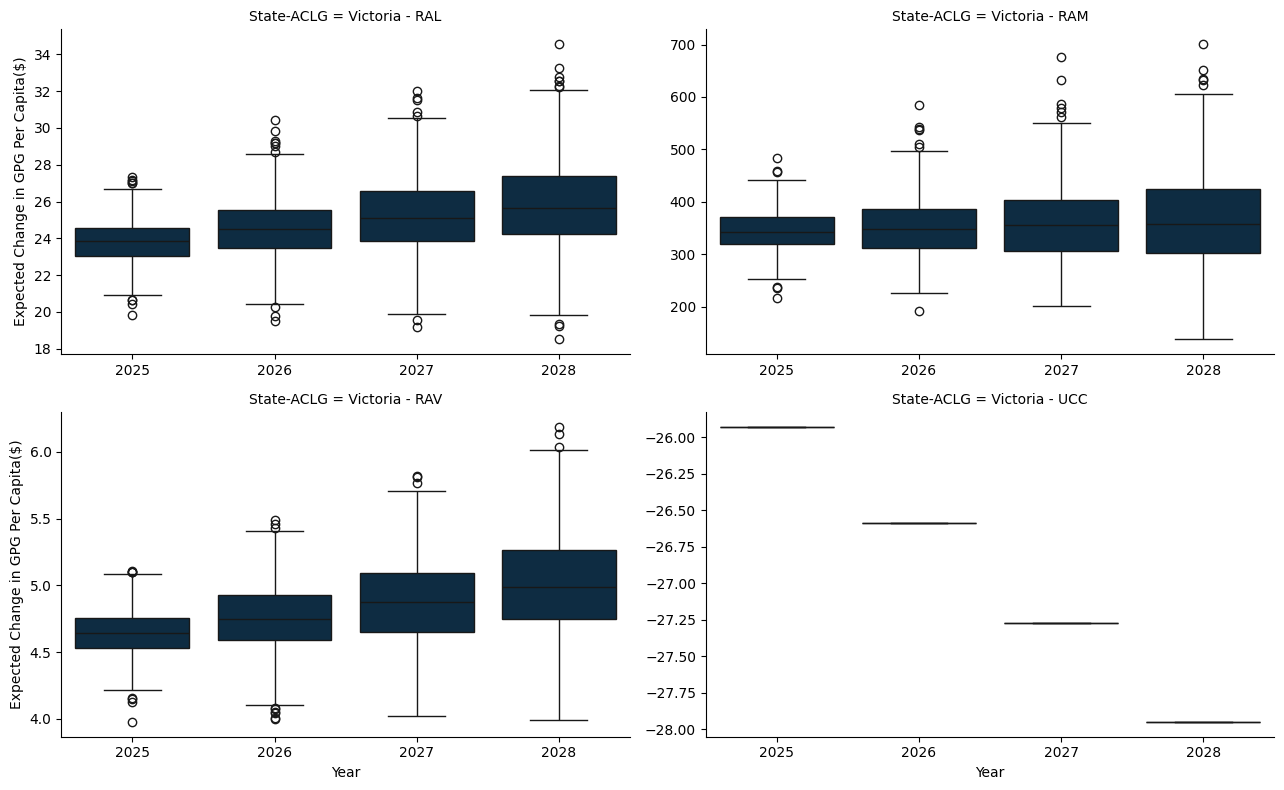 State-ACLG = Victoria - RAL
Expected Change in GPG Per Capita($)
34
32
30
28
26
24
22
20
18
2025 2026 2027 2028
State-ACLG = Victoria - RAM
700
600
500
400
300
200
2025 2026 2027 2028
State-ACLG = Victoria - RAV
Expected Change in GPG Per Capita($)
6.0
5.5
5.0
4.5
4.0
2025 2026 2027 2028
Year
State-ACLG = Victoria - UCC
−26.00
−26.25
−26.50
−26.75
−27.00
−27.25
−27.50
−27.75
−28.00
2025 2026 2027 2028
Year